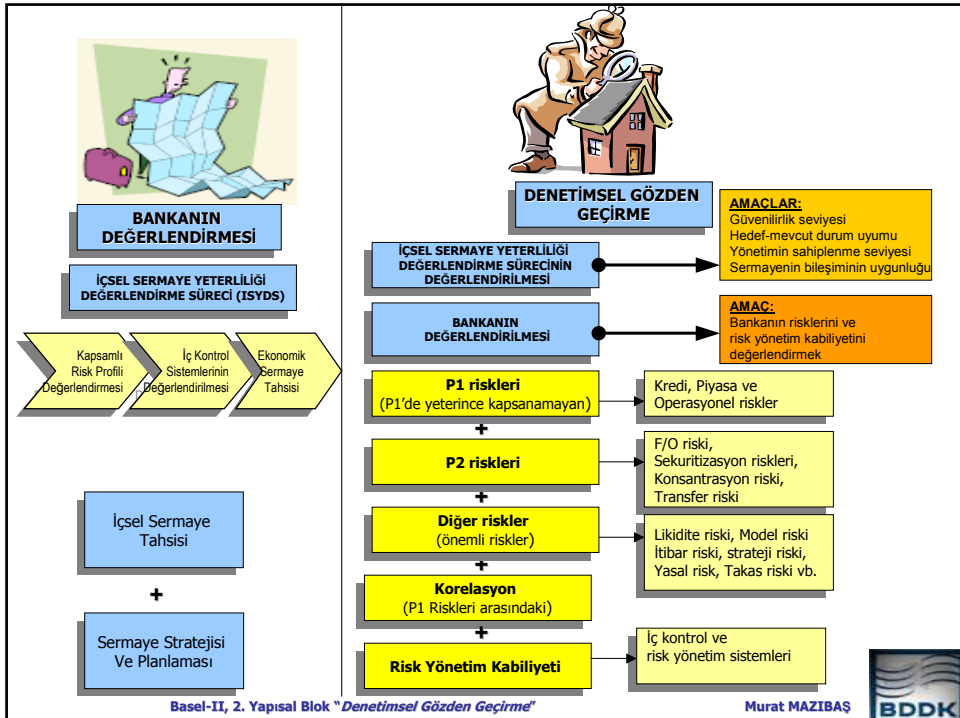 BANKANIN
DEĞERLENDİRMESİ
İÇSEL SERMAYE YETERLİLİĞİ
DEĞERLENDİRME SÜRECİ (ISYDS)
Kapsamlı
Risk Profili
Değerlendirmesi
İç Kontrol
Sistemlerinin
Değerlendirilmesi
Ekonomik
Sermaye
Tahsisi
İçsel Sermaye
Tahsisi
+
Sermaye Stratejisi
Ve Planlaması
DENETİMSEL GÖZDEN
GEÇİRME
İÇSEL SERMAYE YETERLİLİĞİ
DEĞERLENDİRME SÜRECİNİN
DEĞERLENDİRİLMESİ
AMAÇLAR:
Güvenilirlik seviyesi
Hedef-mevcut durum uyumu
Yönetimin sahiplenme seviyesi
Sermayenin bileşiminin uygunluğu
BANKANIN
DEĞERLENDİRİLMESİ
AMAÇ:
Bankanın risklerini ve
risk yönetim kabiliyetini
değerlendirmek
P1 riskleri
(P1'de yeterince kapsanamayan)
Kredi, Piyasa ve
Operasyonel riskler
+
P2 riskleri
F/O riski,
Sekuritizasyon riskleri,
Konsantrasyon riski,
Transfer riski
+
Diğer riskler
(önemli riskler)
Likidite riski, Model riski
İtibar riski, strateji riski,
Yasal risk, Takas riski vb.
+
Korelasyon
(P1 Riskleri arasındaki)
+
Risk Yönetim Kabiliyeti
İç kontrol ve
risk yönetim sistemleri
Basel-II, 2. Yapısal Blok "Denetimsel Gözden Geçirme"
Murat MAZIBAŞ
BDDK